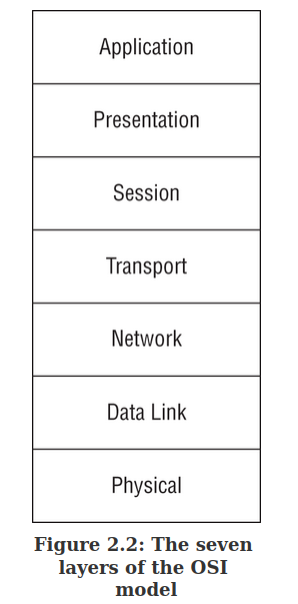 Application
Presentation
Session
Transport
Network
Data Link
Physical
Figure 2.2: The seven
layers of the OSI
model